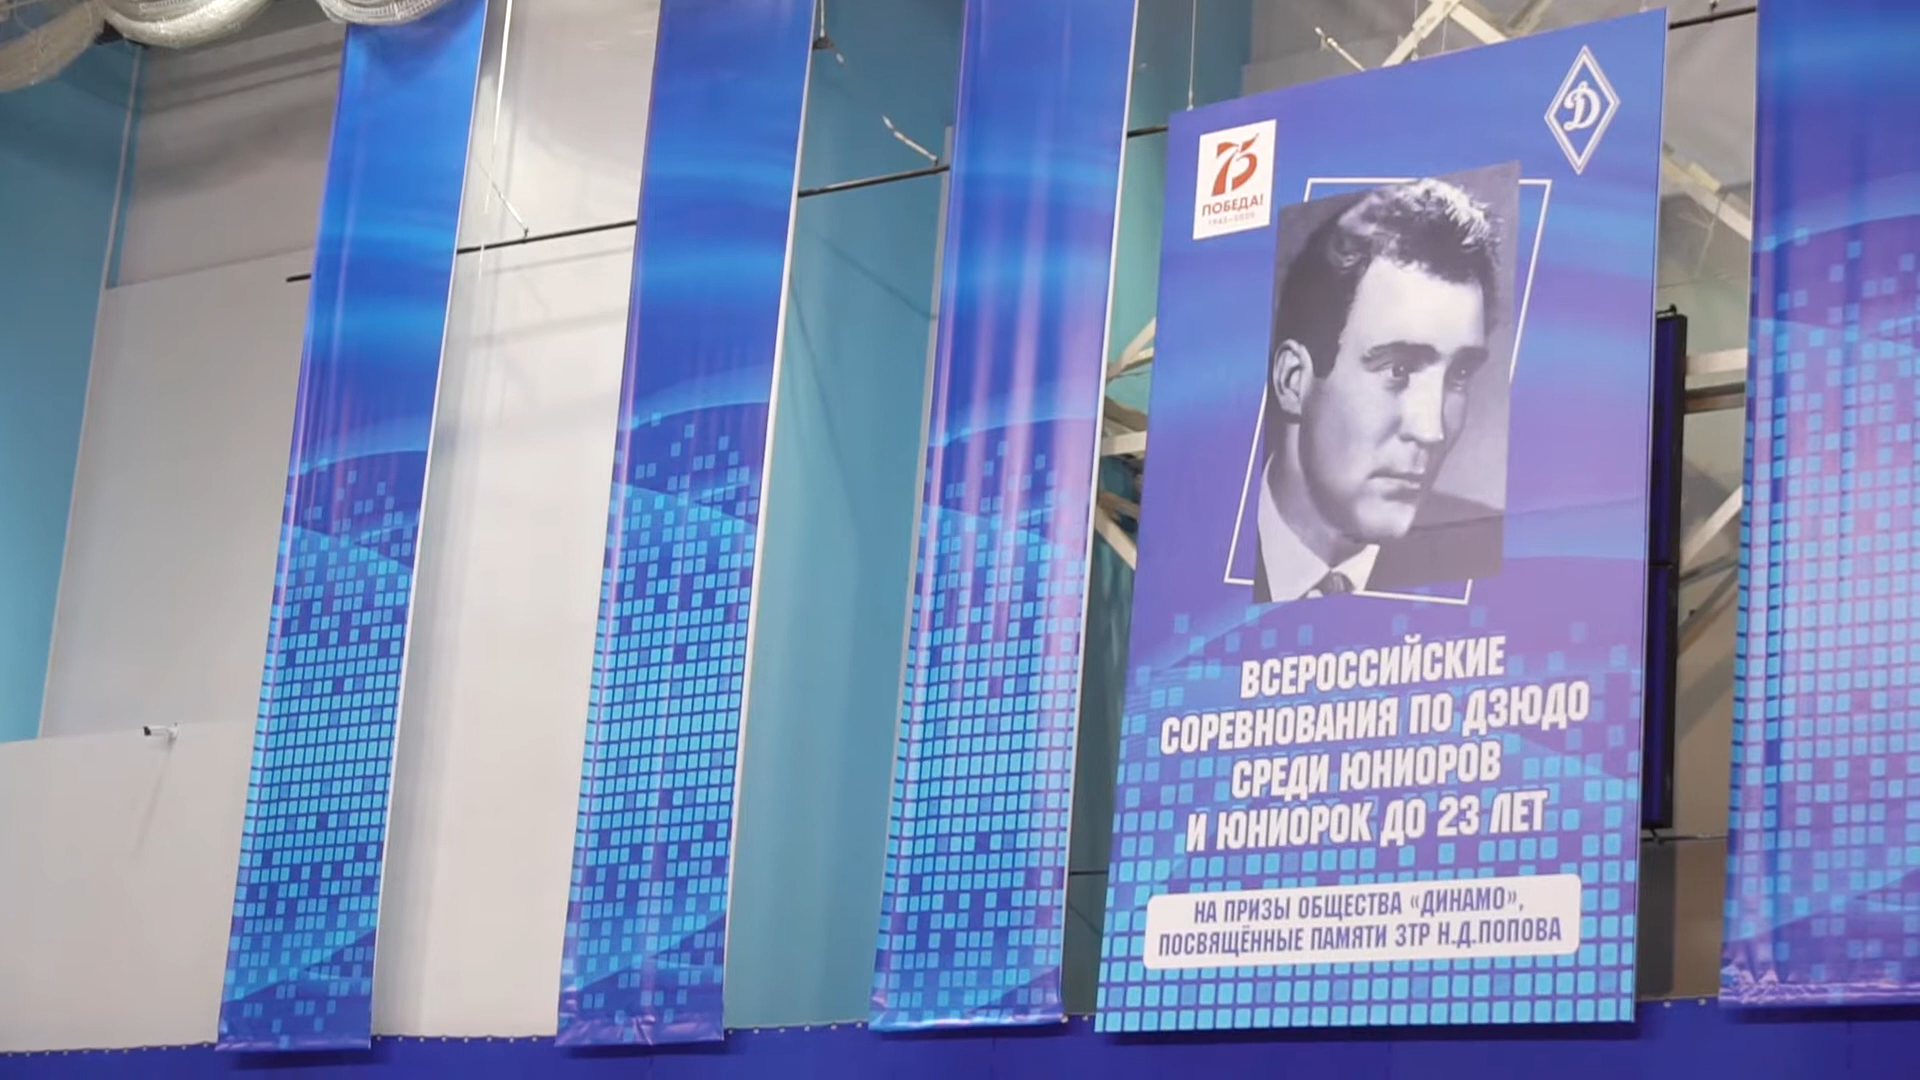 75
ПОБЕДА!
1945–2020
Д
ВСЕРОССИЙСКИЕ
СОРЕВНОВАНИЯ ПО ДЗЮДО
СРЕДИ ЮНИОРОВ
И ЮНИОРОК ДО 23 ЛЕТ
НА ПРИЗЫ ОБЩЕСТВА «ДИНАМО»,
ПОСВЯЩЁННЫЕ ПАМЯТИ ЗТР Н.Д.ПОПОВА